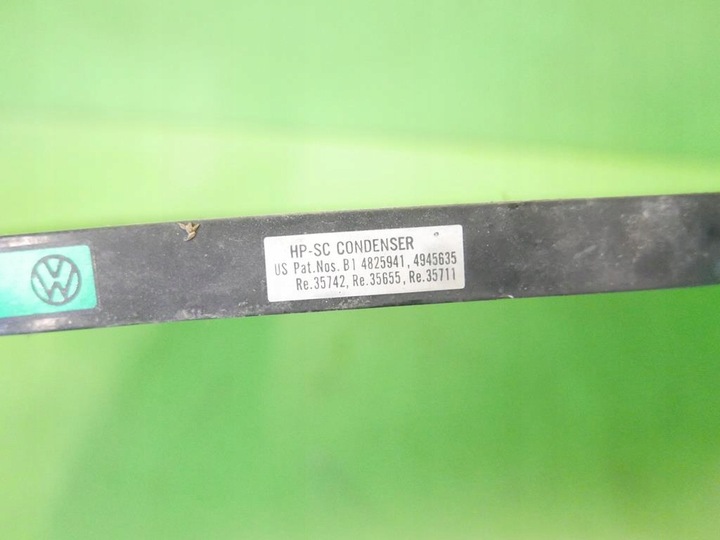 HP-SC CONDENSER
US Pat.Nos. B1 4825941, 4945635
Re.35742, Re.35655, Re.35711